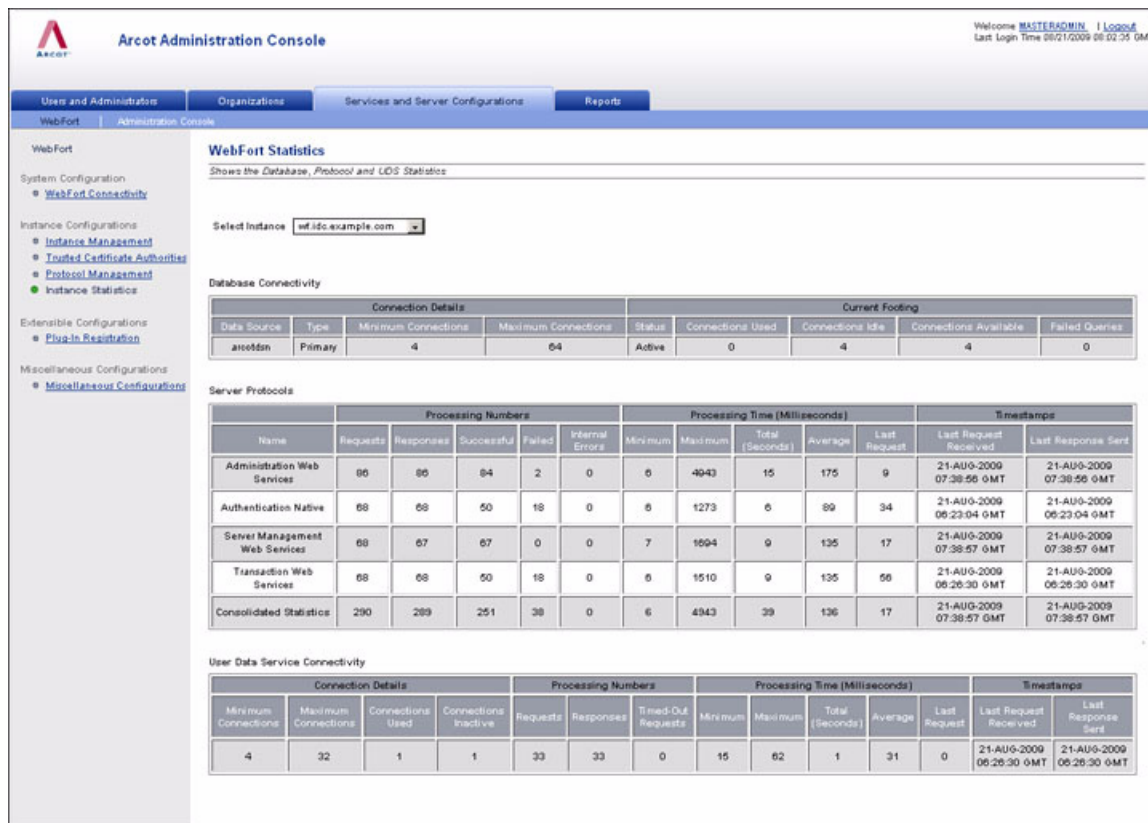 Welcome MASTERADMIN | Logout
Last Login Time 08/21/2009 08:02:35 GM
ARCOT
Arcot Administration Console
Users and Administrators Organizations Services and Server Configurations Reports
WebFort | Administration Console
WebFort
System Configuration
WebFort Connectivity
Instance Configurations
Instance Management
Trusted Certificate Authorities
Protocol Management
Instance Statistics
Extensible Configurations
Plug-In Registration
Miscellaneous Configurations
Miscellaneous Configurations
WebFort Statistics
Shows the Database, Protocol and UDS Statistics
Select Instance wf.idc.example.com
Database Connectivity
Connection Details Current Footing
Data Source Type Minimum Connections Maximum Connections Status Connections Used Connections Idle Connections Available Failed Queries
arcotdsn Primary 4 64 Active 0 4 4 0
Server Protocols
Processing Numbers Processing Time (Milliseconds) Timestamps
Name Requests Responses Successful Failed Internal Errors Minimum Maximum Total (Seconds) Average Last Request Last Request Received Last Response Sent
Administration Web Services 86 86 84 2 0 6 4943 15 175 9 21-AUG-2009 07:38:56 GMT 21-AUG-2009 07:38:56 GMT
Authentication Native 68 68 50 18 0 6 1273 6 89 34 21-AUG-2009 06:23:04 GMT 21-AUG-2009 06:23:04 GMT
Server Management Web Services 68 67 67 0 0 7 1694 9 135 17 21-AUG-2009 07:38:57 GMT 21-AUG-2009 07:38:57 GMT
Transaction Web Services 68 68 50 18 0 6 1510 9 135 56 21-AUG-2009 06:26:30 GMT 21-AUG-2009 06:26:30 GMT
Consolidated Statistics 290 289 251 38 0 6 4943 39 136 17 21-AUG-2009 07:38:57 GMT 21-AUG-2009 07:38:57 GMT
User Data Service Connectivity
Connection Details Processing Numbers Processing Time (Milliseconds) Timestamps
Minimum Connections Maximum Connections Connections Used Connections Inactive Requests Responses Timed-Out Requests Minimum Maximum Total (Seconds) Average Last Request Last Request Received Last Response Sent
4 32 1 1 33 33 0 15 62 1 31 0 21-AUG-2009 06:26:30 GMT 21-AUG-2009 06:26:30 GMT